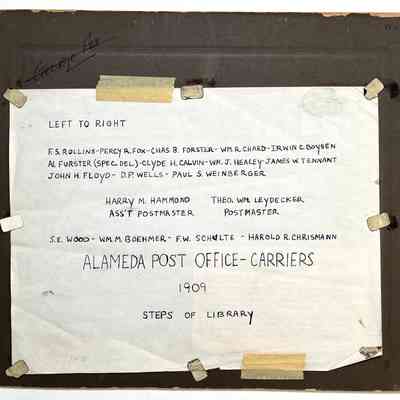 LEFT TO RIGHT
F.S. ROLLINS-PERCY R. FOX-CHAS B. FORSTER-WM R. CHARD-IRWIN C. BOYSEN
AL FURSTER (SPEC. DEL)-CLYDE H. CALVIN-WM. J. HEALEY-JAMES W TENNANT
JOHN H. FLOYD-D.P. WELLS-PAUL S. WEINBERGER
HARRY M. HAMMOND THEO. WM LEYDECKER
ASS'T POSTMASTER POSTMASTER
S.E. WOOD-WM. M. BOEHMER-F.W. SCHULTE-HAROLD R. CHRISMANN
ALAMEDA POST OFFICE-CARRIERS
1909
STEPS OF LIBRARY